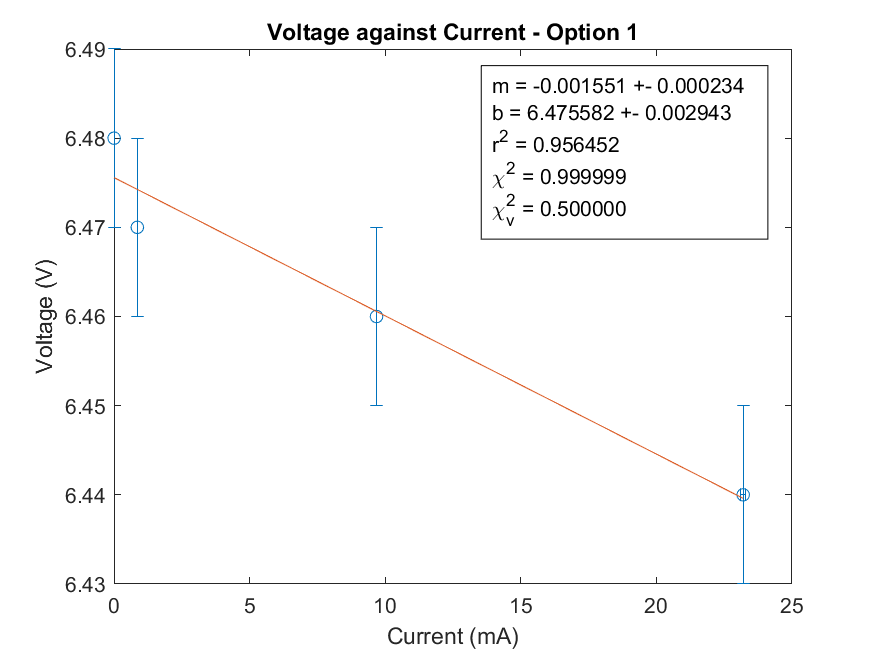 Voltage against Current - Option 1
6.49
6.48
6.47
6.46
6.45
6.44
6.43
Voltage (V)
m = -0.001551 +- 0.000234
b = 6.475582 +- 0.002943
r² = 0.956452
χ² = 0.999999
χ²ᵥ = 0.500000
0 5 10 15 20 25
Current (mA)